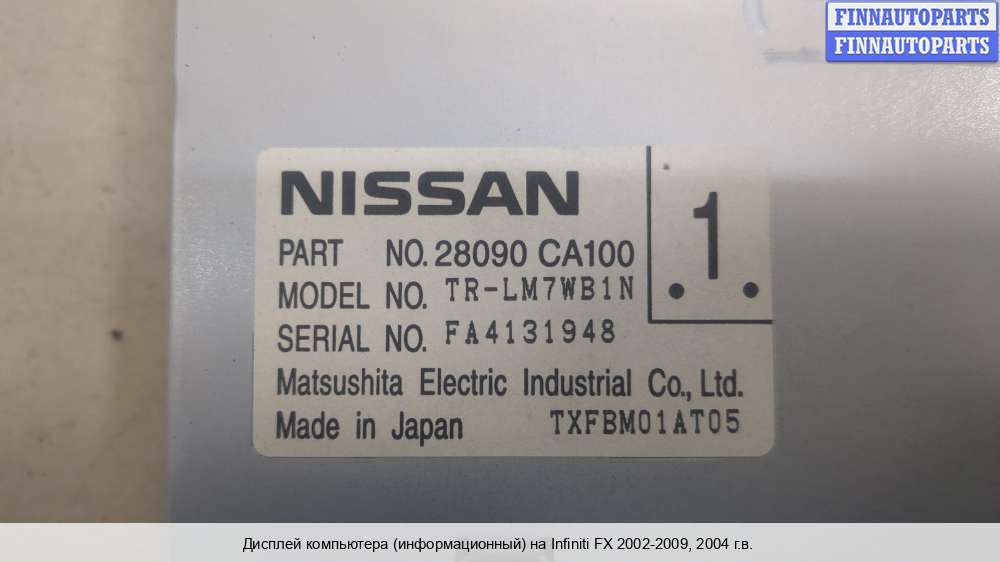 FINNAUTOPARTS
FINNAUTOPARTS
NISSAN
1
PART NO. 28090 CA100
MODEL NO. TR-LM7WB1N
SERIAL NO. FA4131948
Matsushita Electric Industrial Co., Ltd.
Made in Japan TXFBM01AT05
Дисплей компьютера (информационный) на Infiniti FX 2002-2009, 2004 г.в.